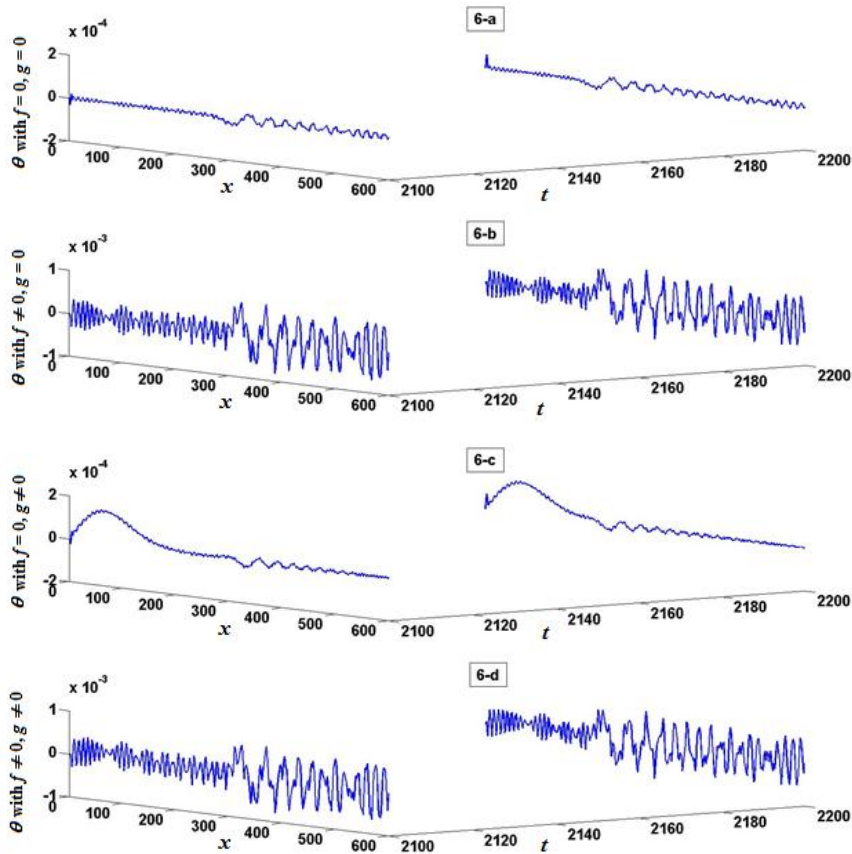 6-a
x 10-4
θ with f = 0, g = 0
2
0
-2
0 100 200 300 400 500 600
x
2100 2120 2140 2160 2180 2200
t
6-b
x 10-3
θ with f ≠ 0, g = 0
1
0
-1
0 100 200 300 400 500 600
x
2100 2120 2140 2160 2180 2200
t
6-c
x 10-4
θ with f = 0, g ≠ 0
2
0
-2
0 100 200 300 400 500 600
x
2100 2120 2140 2160 2180 2200
t
6-d
x 10-3
θ with f ≠ 0, g ≠ 0
1
0
-1
0 100 200 300 400 500 600
x
2100 2120 2140 2160 2180 2200
t